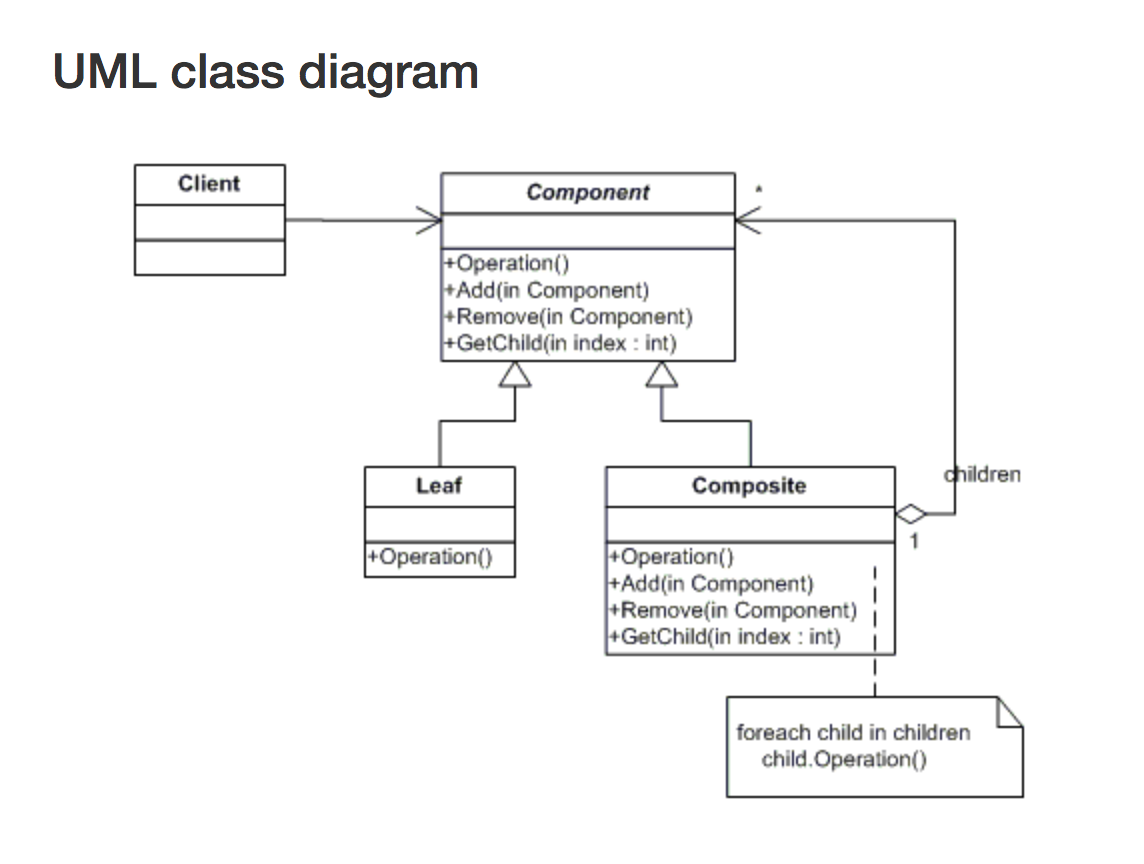 UML class diagram
Client
Component
*
+Operation()
+Add(in Component)
+Remove(in Component)
+GetChild(in index : int)
children
Leaf
+Operation()
Composite
1
+Operation()
+Add(in Component)
+Remove(in Component)
+GetChild(in index : int)
foreach child in children
child.Operation()